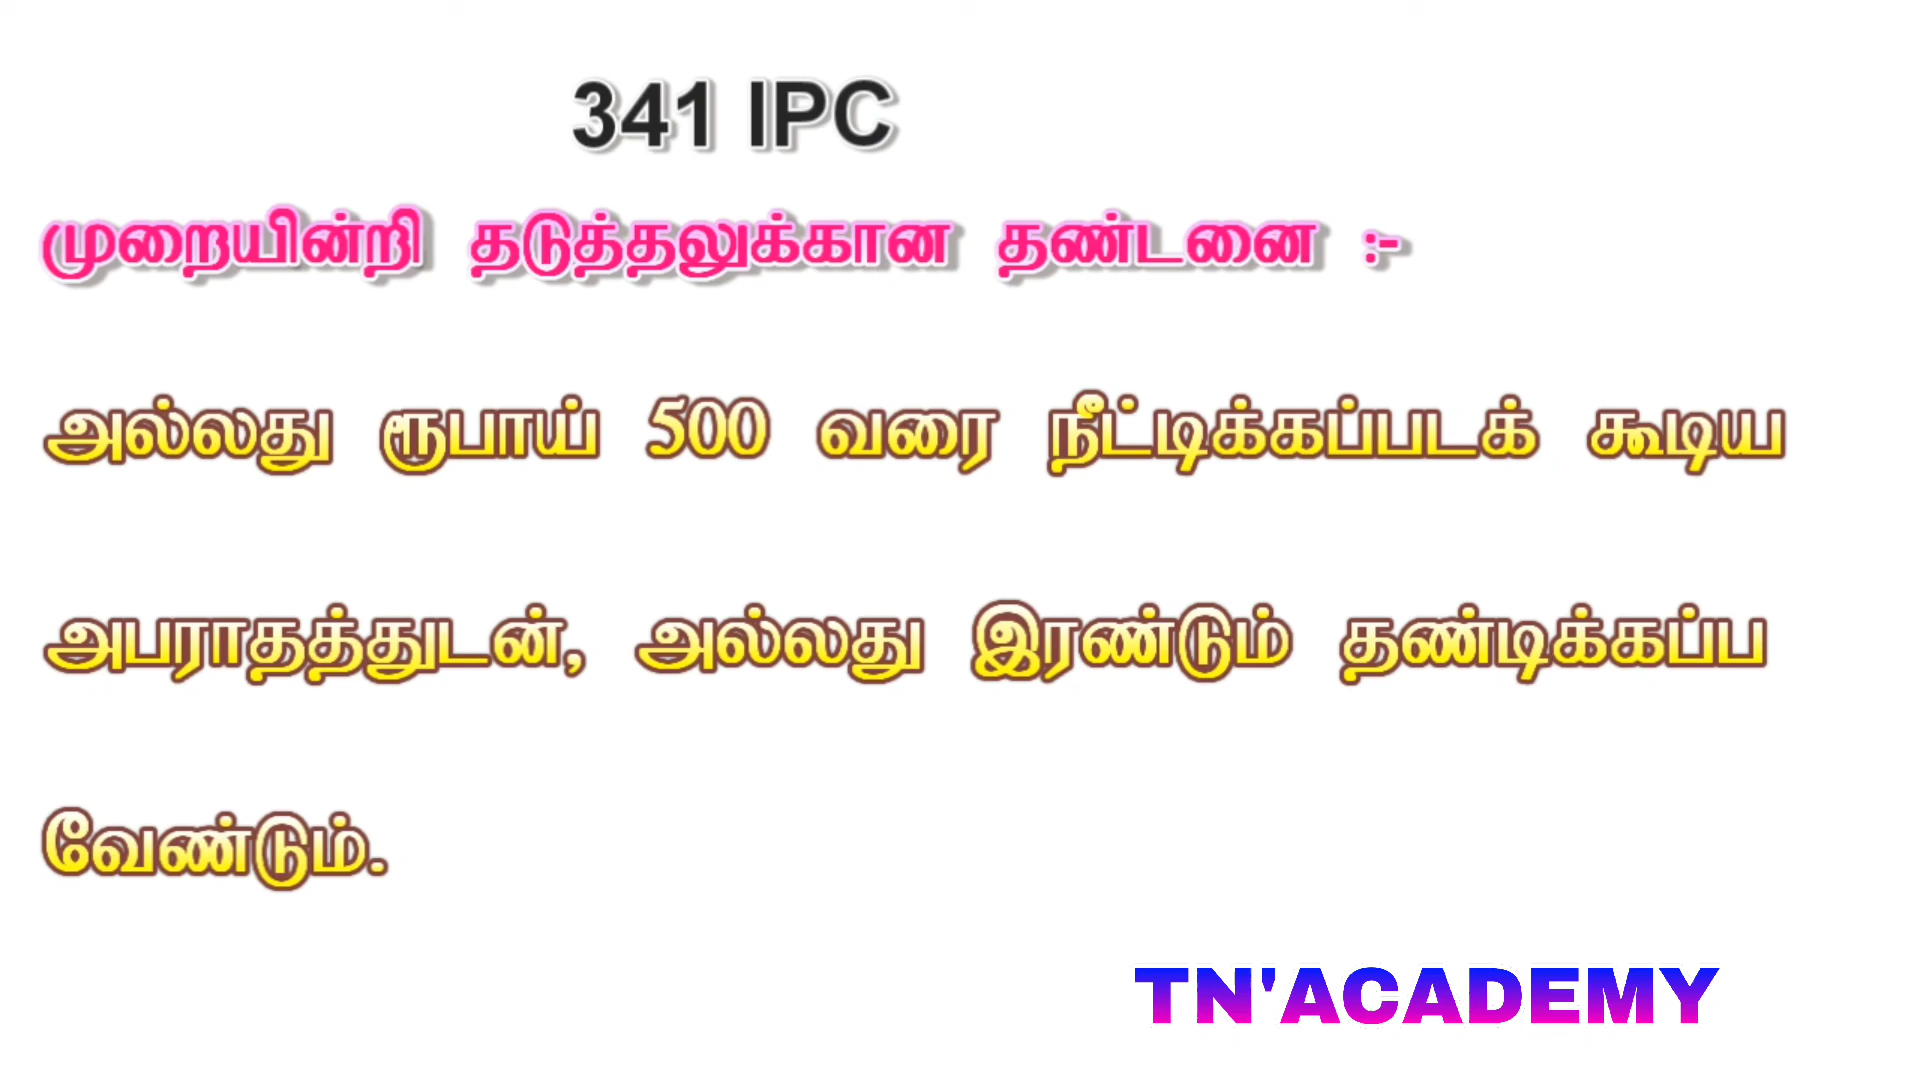 341 IPC
முறையின்றி தடுத்தலுக்கான தண்டனை :-
அல்லது ரூபாய் 500 வரை நீட்டிக்கப்படக் கூடிய
அபராதத்துடன், அல்லது இரண்டும் தண்டிக்கப்ப
வேண்டும்.
TN'ACADEMY